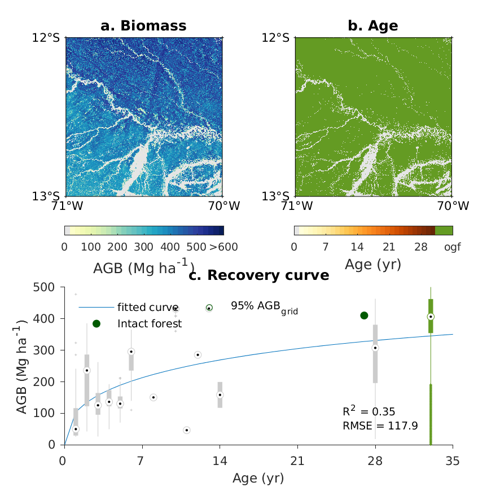 a. Biomass
b. Age
12°S
12°S
13°S
13°S
71°W
70°W
71°W
70°W
0 100 200 300 400 500 >600
0 7 14 21 28 ogf
AGB (Mg ha-1)
Age (yr)
c. Recovery curve
500
fitted curve
95% AGBgrid
Intact forest
400
300
200
100
0
AGB (Mg ha-1)
R2 = 0.35
RMSE = 117.9
0 7 14 21 28 35
Age (yr)